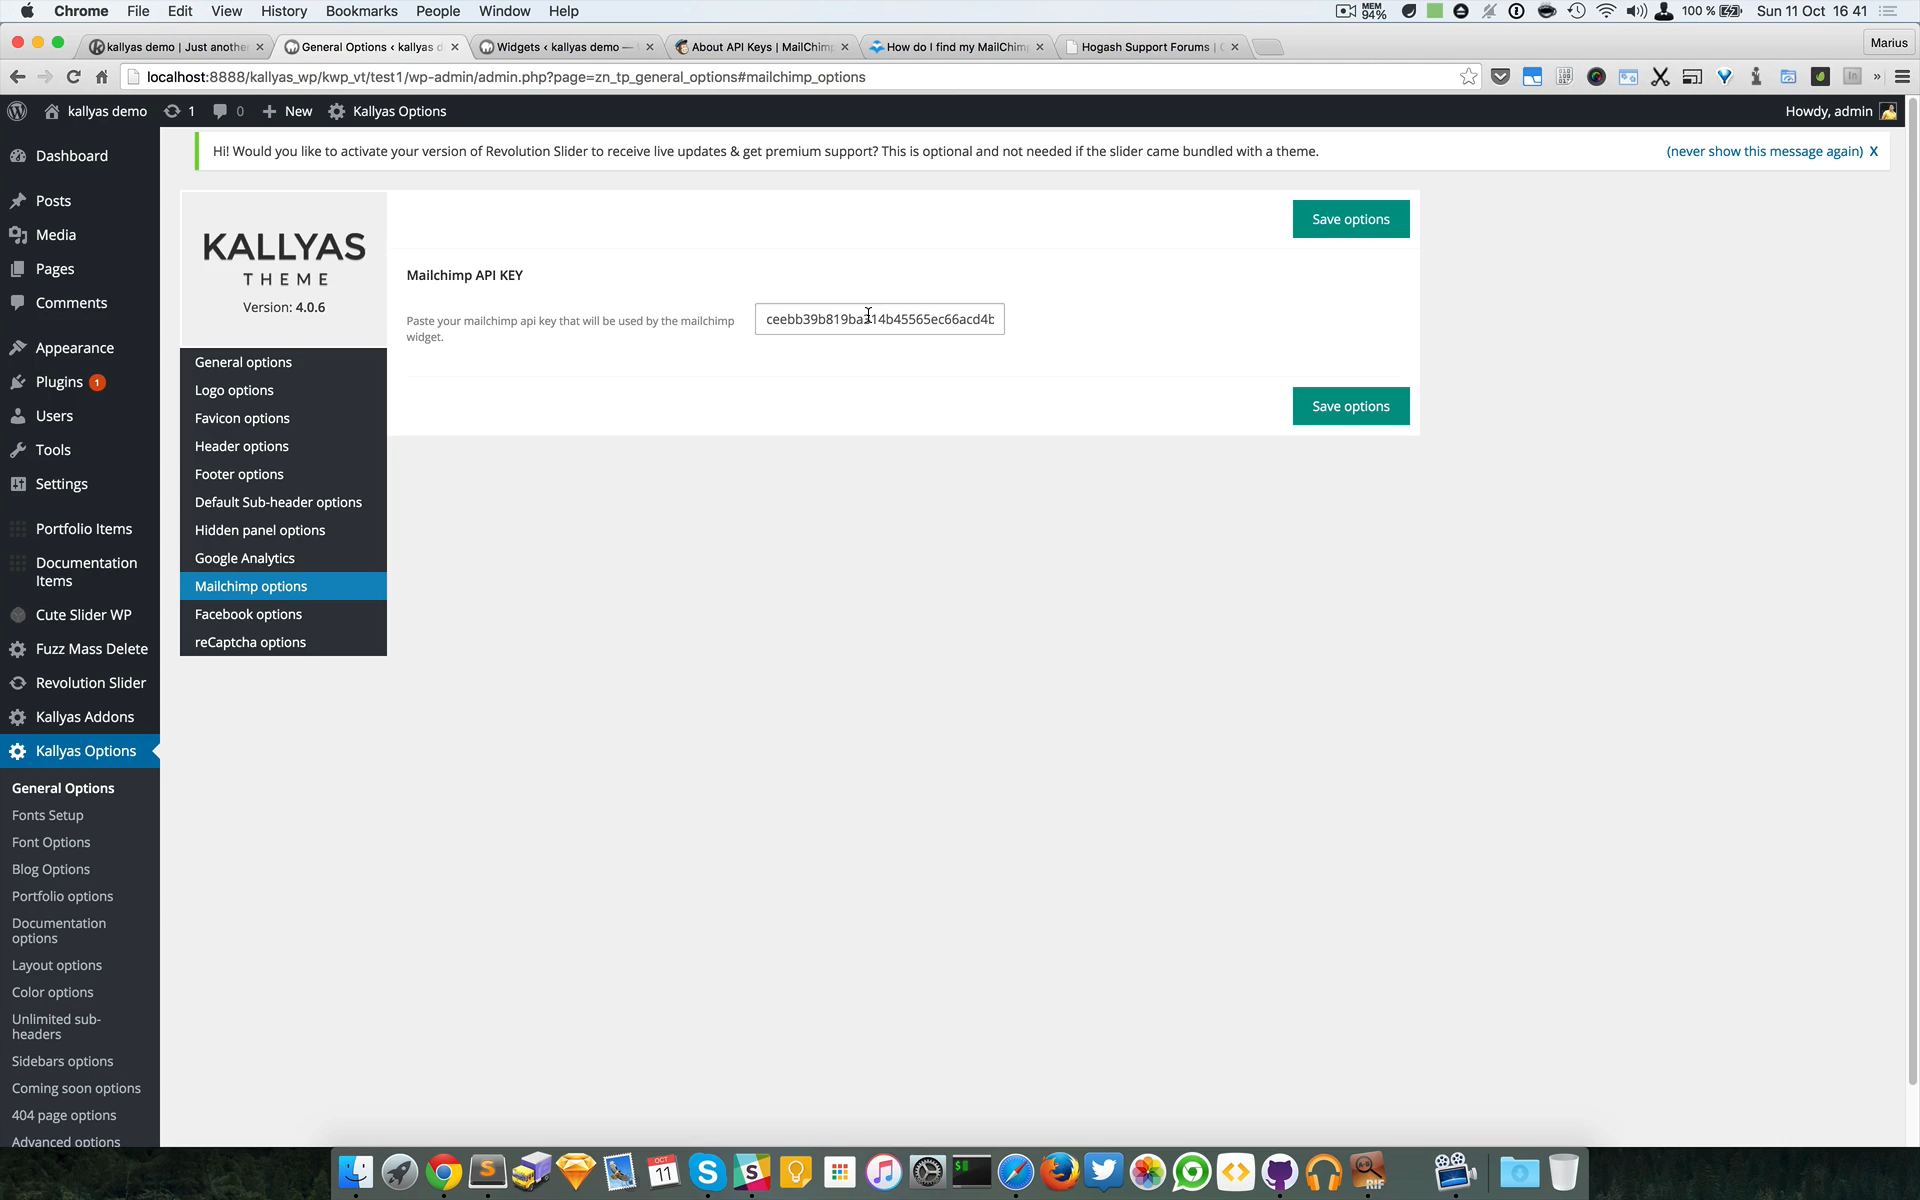 Chrome File Edit View History Bookmarks People Window Help MEM 94% 100 % Sun 11 Oct 16 41
kallyas demo | Just anothe General Options ‹ kallyas d Widgets ‹ kallyas demo — About API Keys | MailChim How do I find my MailChim Hogash Support Forums | Marius
localhost:8888/kallyas_wp/kwp_vt/test1/wp-admin/admin.php?page=zn_tp_general_options#mailchimp_options
kallyas demo 1 0 New Kallyas Options Howdy, admin
Hi! Would you like to activate your version of Revolution Slider to receive live updates & get premium support? This is optional and not needed if the slider came bundled with a theme. (never show this message again) X
Dashboard
Posts
Media
Pages
Comments
Appearance
Plugins 1
Users
Tools
Settings
Portfolio Items
Documentation
Items
Cute Slider WP
Fuzz Mass Delete
Revolution Slider
Kallyas Addons
Kallyas Options
General Options
Fonts Setup
Font Options
Blog Options
Portfolio options
Documentation
options
Layout options
Color options
Unlimited sub-
headers
Sidebars options
Coming soon options
404 page options
Advanced options
KALLYAS
THEME
Version: 4.0.6
General options
Logo options
Favicon options
Header options
Footer options
Default Sub-header options
Hidden panel options
Google Analytics
Mailchimp options
Facebook options
reCaptcha options
Save options
Mailchimp API KEY
Paste your mailchimp api key that will be used by the mailchimp
widget.
Save options
OCT
11
RIF